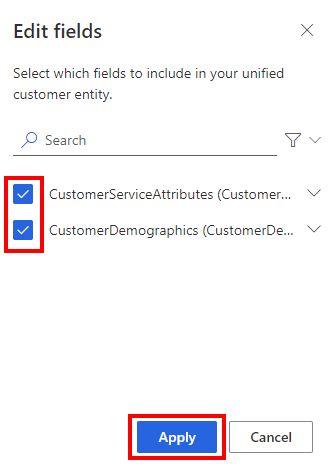 Edit fields
Select which fields to include in your unified
customer entity.
Search
CustomerServiceAttributes (Customer...
CustomerDemographics (CustomerDe...
Apply
Cancel